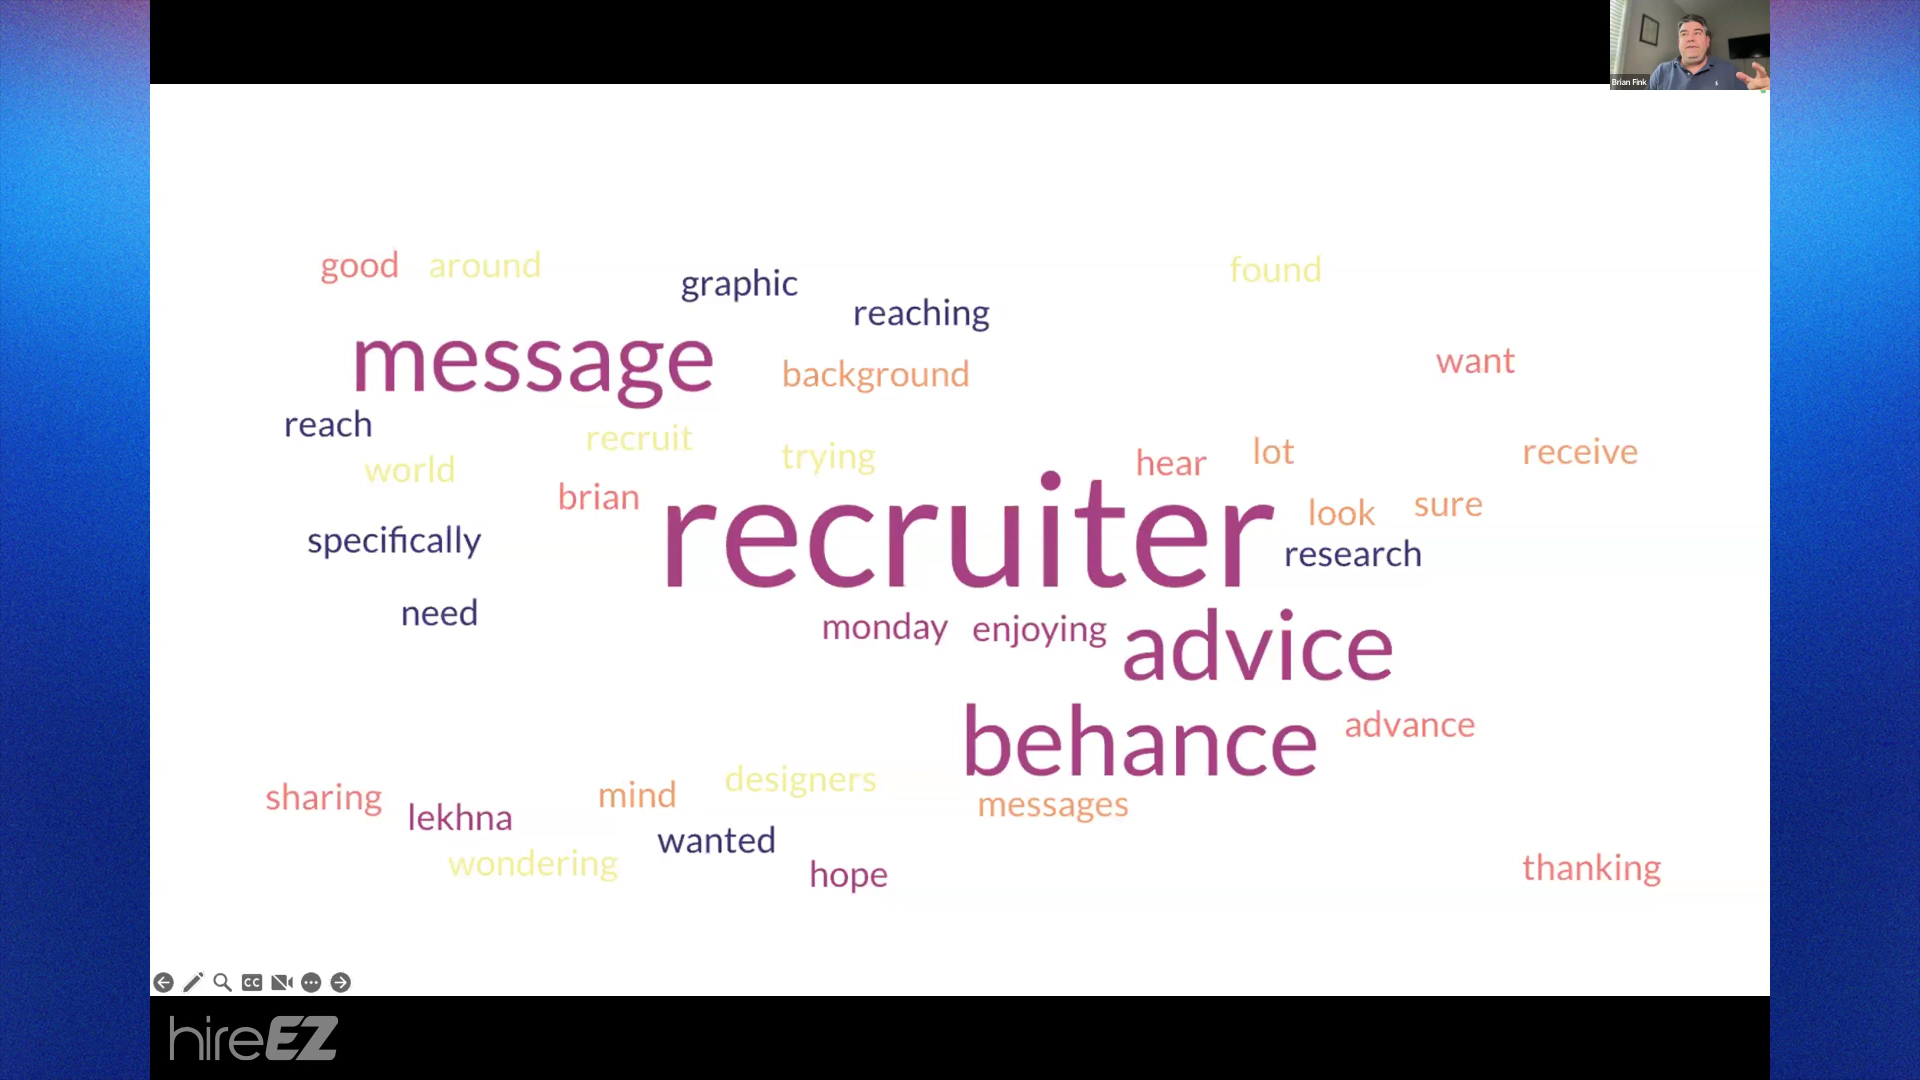 Brian Fink
good around
graphic
found
reaching
message
want
background
reach
recruit
trying
hear
lot
receive
world
brian
recruiter
look
sure
specifically
research
need
monday
enjoying
advice
behance
advance
sharing
lekhna
mind
designers
messages
wanted
wondering
hope
thanking
CC
hireEZ